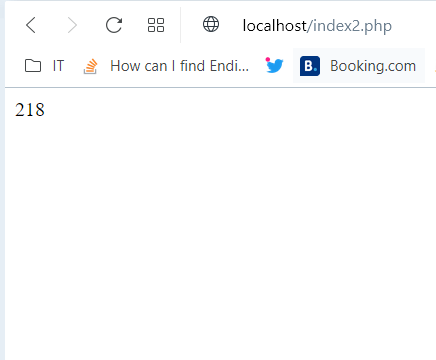 localhost/index2.php
IT How can I find Endi... B. Booking.com
218